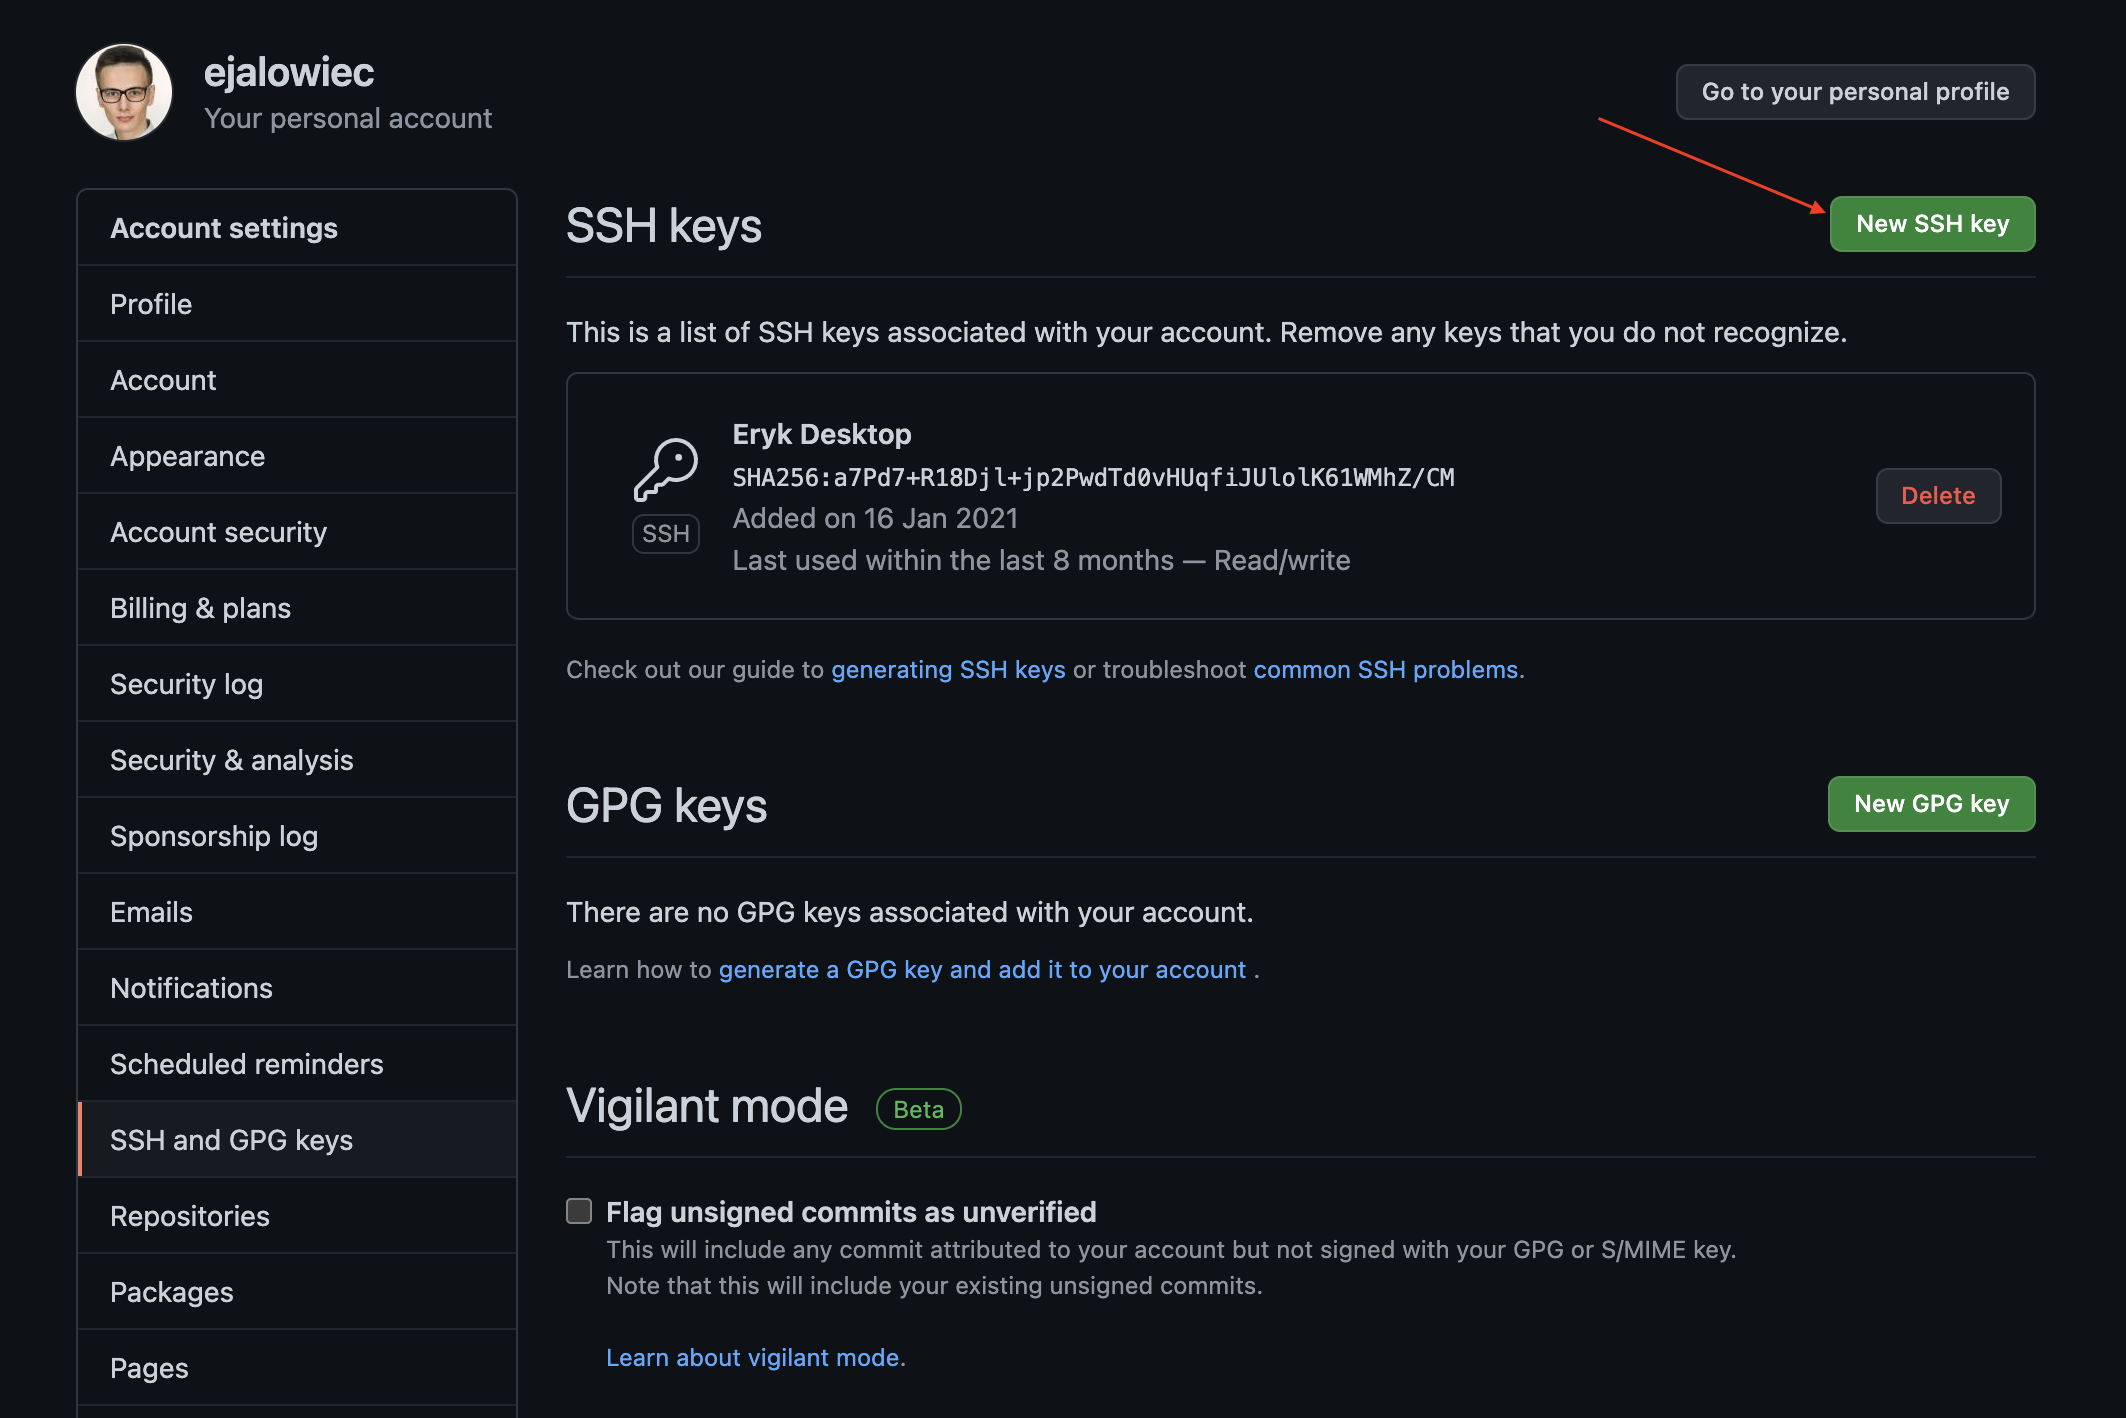 ejalowiec
Your personal account
Go to your personal profile
Account settings
Profile
Account
Appearance
Account security
Billing & plans
Security log
Security & analysis
Sponsorship log
Emails
Notifications
Scheduled reminders
SSH and GPG keys
Repositories
Packages
Pages
SSH keys
New SSH key
This is a list of SSH keys associated with your account. Remove any keys that you do not recognize.
Eryk Desktop
SHA256:a7Pd7+R18Djl+jp2PwdTd0vHUqfiJUlolK61WMhZ/CM
SSH
Added on 16 Jan 2021
Last used within the last 8 months — Read/write
Delete
Check out our guide to generating SSH keys or troubleshoot common SSH problems.
GPG keys
New GPG key
There are no GPG keys associated with your account.
Learn how to generate a GPG key and add it to your account .
Vigilant mode Beta
Flag unsigned commits as unverified
This will include any commit attributed to your account but not signed with your GPG or S/MIME key.
Note that this will include your existing unsigned commits.
Learn about vigilant mode.